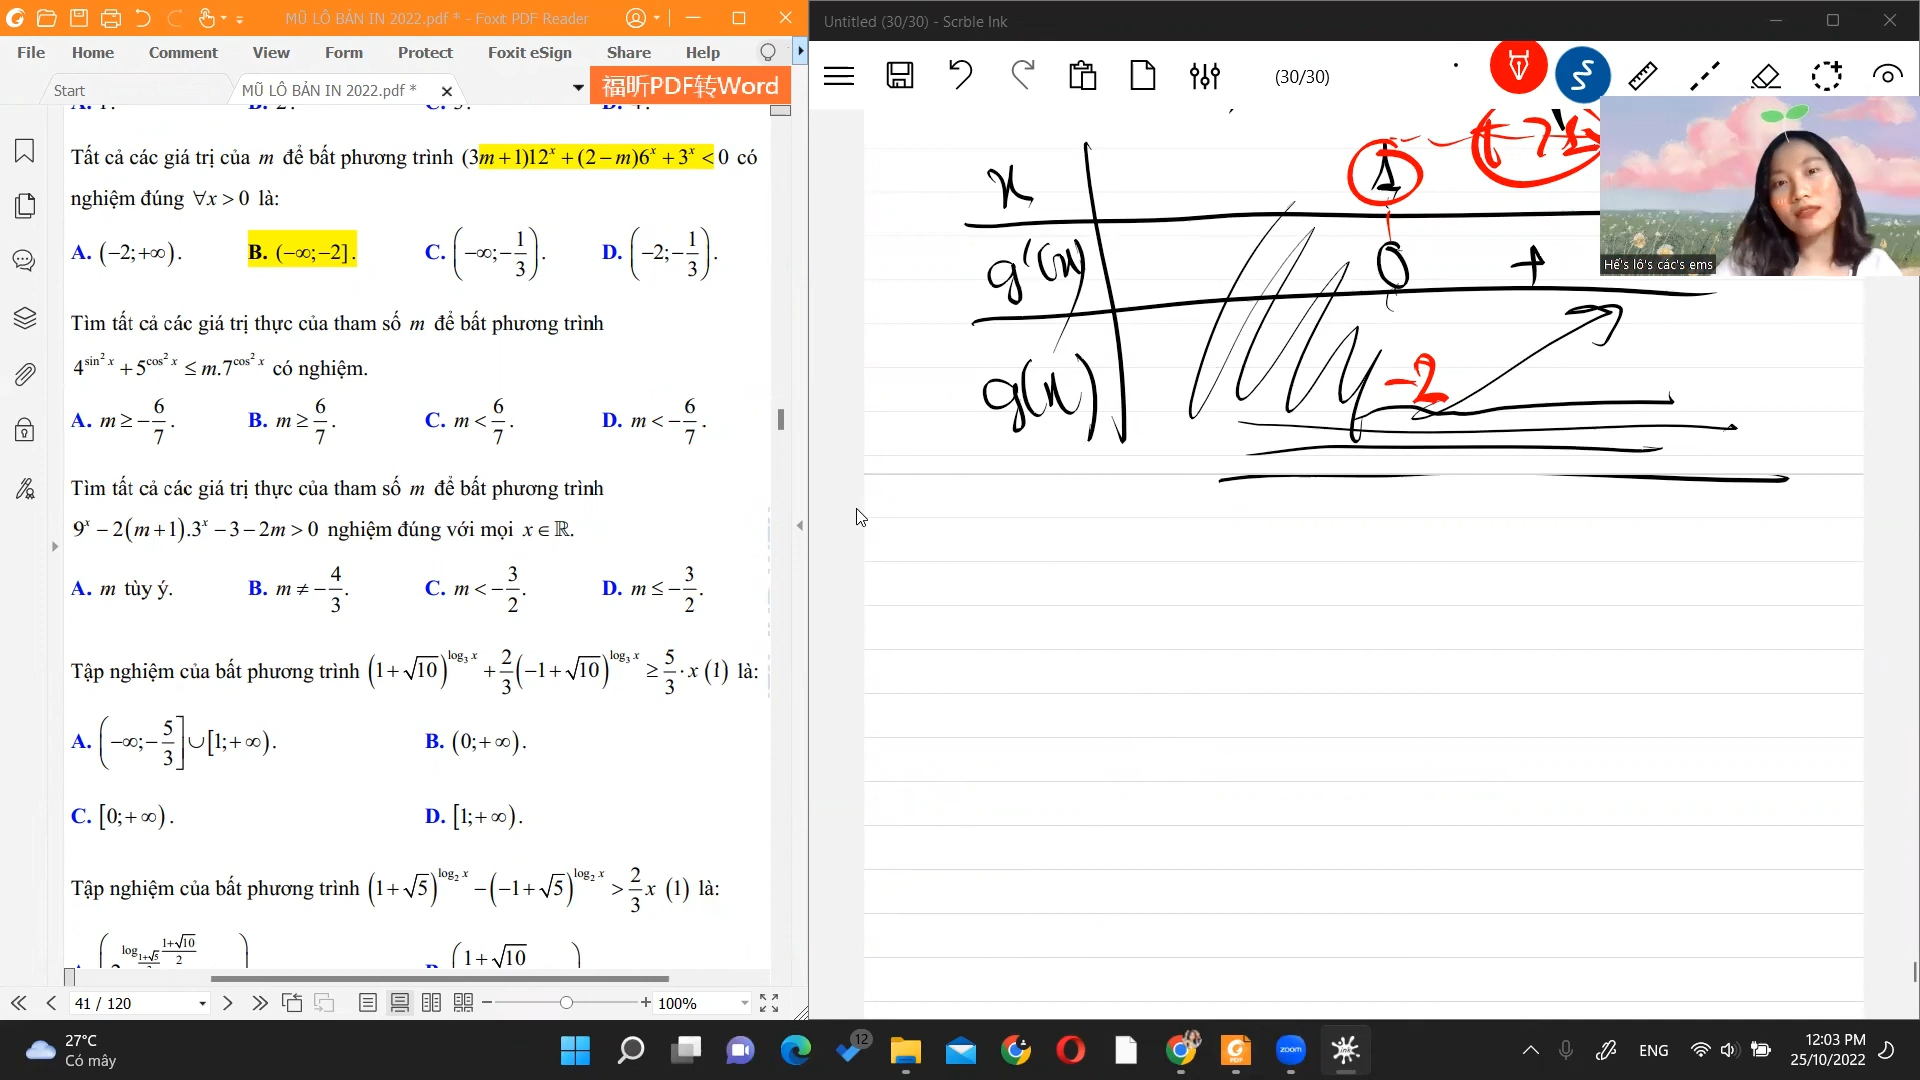 MŨ LÔ BẢN IN 2022.pdf * - Foxit PDF Reader
File Home Comment View Form Protect Foxit eSign Share Help
Start
MŨ LÔ BẢN IN 2022.pdf *
福昕PDF转Word
Tất cả các giá trị của m để bất phương trình (3m+1)12^x + (2−m)6^x + 3^x < 0 có
nghiệm đúng ∀x > 0 là:
A. (−2;+∞). B. (−∞;−2]. C. (−∞;−1/3). D. (−2;−1/3).
Tìm tất cả các giá trị thực của tham số m để bất phương trình
4^{sin² x} + 5^{cos² x} ≤ m.7^{cos² x} có nghiệm.
A. m ≥ −6/7. B. m ≥ 6/7. C. m < 6/7. D. m < −6/7.
Tìm tất cả các giá trị thực của tham số m để bất phương trình
9^x − 2(m+1).3^x − 3 − 2m > 0 nghiệm đúng với mọi x ∈ ℝ.
A. m tùy ý. B. m ≠ −4/3. C. m < −3/2. D. m ≤ −3/2.
Tập nghiệm của bất phương trình (1+√10)^{log₃ x} + 2/3(−1+√10)^{log₃ x} ≥ 5/3 · x (1) là:
A. (−∞;−5/3] ∪ [1;+∞). B. (0;+∞).
C. [0;+∞). D. [1;+∞).
Tập nghiệm của bất phương trình (1+√5)^{log₂ x} − (−1+√5)^{log₂ x} > 2/3 x (1) là:
41 / 120
100%
Untitled (30/30) - Scrble Ink
(30/30)
x 1
g'(x) 0 +
g(x) -2
Hế's lô's các's ems
27°C
Có mây
12
zoom
ENG
12:03 PM
25/10/2022